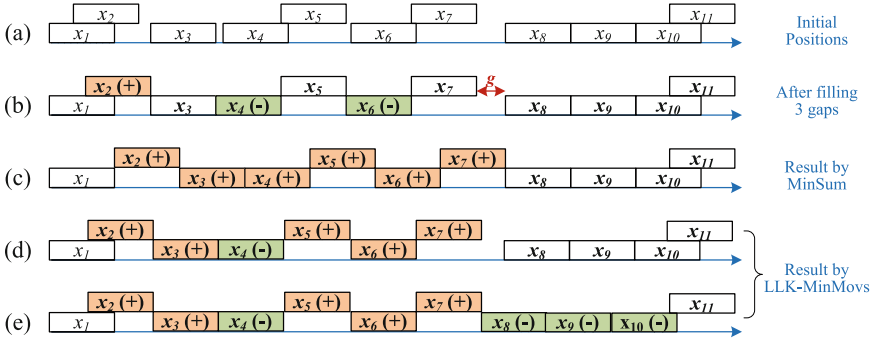 x2 x5 x7 x11
(a) x1 x3 x4 x6 x8 x9 x10 Initial Positions
x2 (+) x5 x7 g x11
(b) x1 x3 x4 (-) x6 (-) x8 x9 x10 After filling 3 gaps
x2 (+) x5 (+) x7 (+) x11
(c) x1 x3 (+) x4 (+) x6 (+) x8 x9 x10 Result by MinSum
x2 (+) x5 (+) x7 (+) x11
(d) x1 x3 (+) x4 (-) x6 (+) x8 x9 x10
Result by LLK-MinMovs
x2 (+) x5 (+) x7 (+) x11
(e) x1 x3 (+) x4 (-) x6 (+) x8 (-) x9 (-) x10 (-)